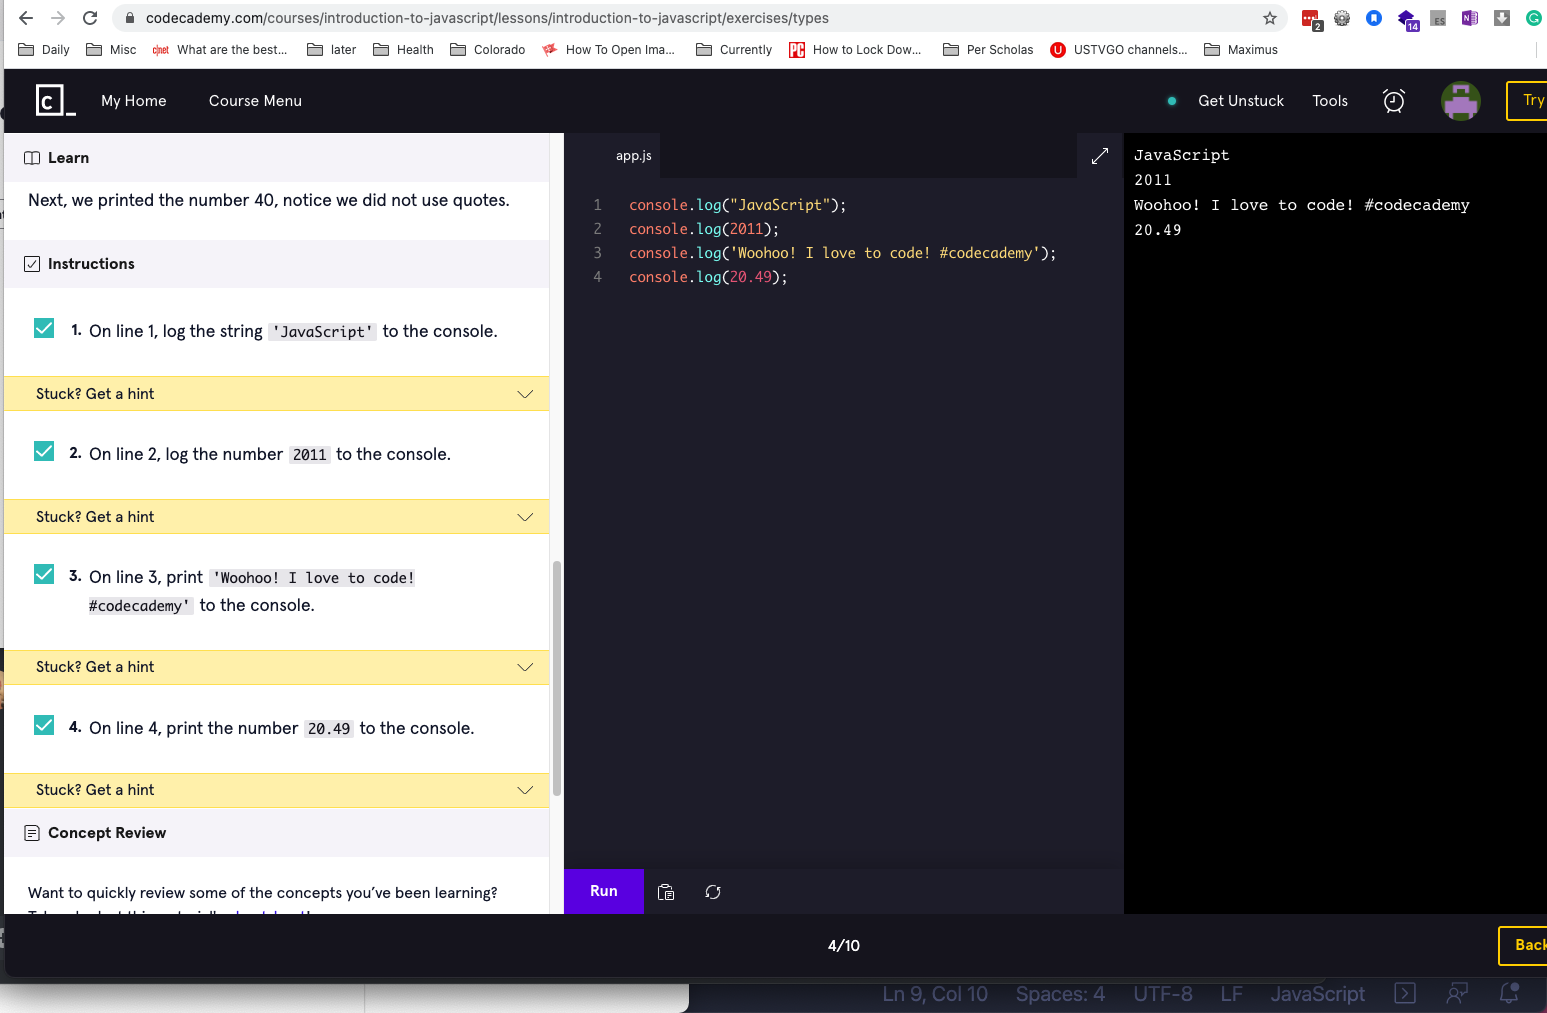 codecademy.com/courses/introduction-to-javascript/lessons/introduction-to-javascript/exercises/types
2
14
ES
N
G
Daily
Misc
c|net What are the best...
later
Health
Colorado
How To Open Ima...
Currently
PC How to Lock Dow...
Per Scholas
U USTVGO channels...
Maximus
c
My Home
Course Menu
Get Unstuck
Tools
Try
Learn
Next, we printed the number 40, notice we did not use quotes.
Instructions
1. On line 1, log the string 'JavaScript' to the console.
Stuck? Get a hint
2. On line 2, log the number 2011 to the console.
Stuck? Get a hint
3. On line 3, print 'Woohoo! I love to code!
#codecademy' to the console.
Stuck? Get a hint
4. On line 4, print the number 20.49 to the console.
Stuck? Get a hint
Concept Review
Want to quickly review some of the concepts you've been learning?
app.js
1 console.log("JavaScript");
2 console.log(2011);
3 console.log('Woohoo! I love to code! #codecademy');
4 console.log(20.49);
Run
JavaScript
2011
Woohoo! I love to code! #codecademy
20.49
4/10
Back
Ln 9, Col 10
Spaces: 4
UTF-8
LF
JavaScript